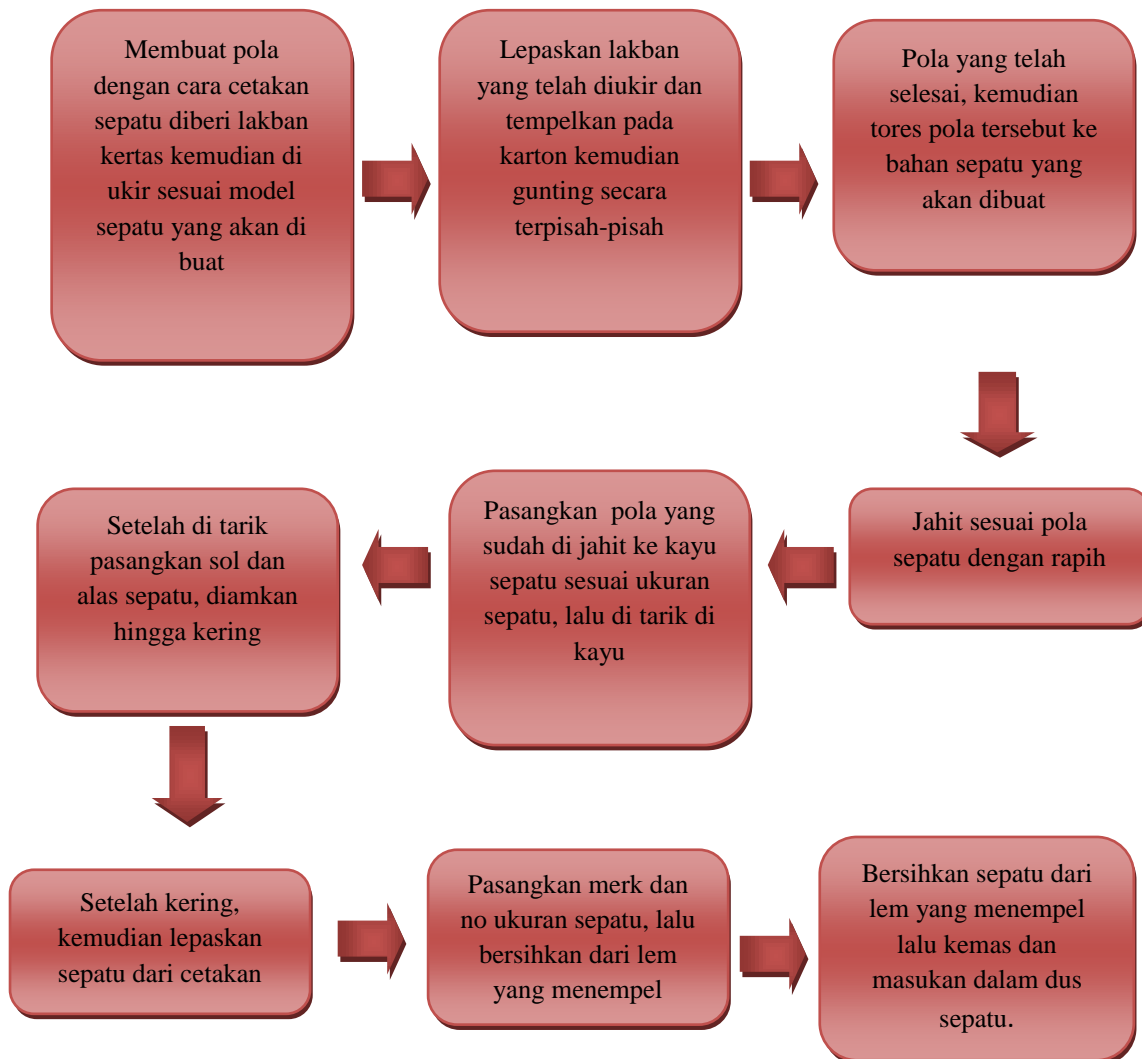 Membuat pola
dengan cara cetakan
sepatu diberi lakban
kertas kemudian di
ukir sesuai model
sepatu yang akan di
buat
Lepaskan lakban
yang telah diukir dan
tempelkan pada
karton kemudian
gunting secara
terpisah-pisah
Pola yang telah
selesai, kemudian
tores pola tersebut ke
bahan sepatu yang
akan dibuat
Jahit sesuai pola
sepatu dengan rapih
Pasangkan pola yang
sudah di jahit ke kayu
sepatu sesuai ukuran
sepatu, lalu di tarik di
kayu
Setelah di tarik
pasangkan sol dan
alas sepatu, diamkan
hingga kering
Setelah kering,
kemudian lepaskan
sepatu dari cetakan
Pasangkan merk dan
no ukuran sepatu, lalu
bersihkan dari lem
yang menempel
Bersihkan sepatu dari
lem yang menempel
lalu kemas dan
masukan dalam dus
sepatu.